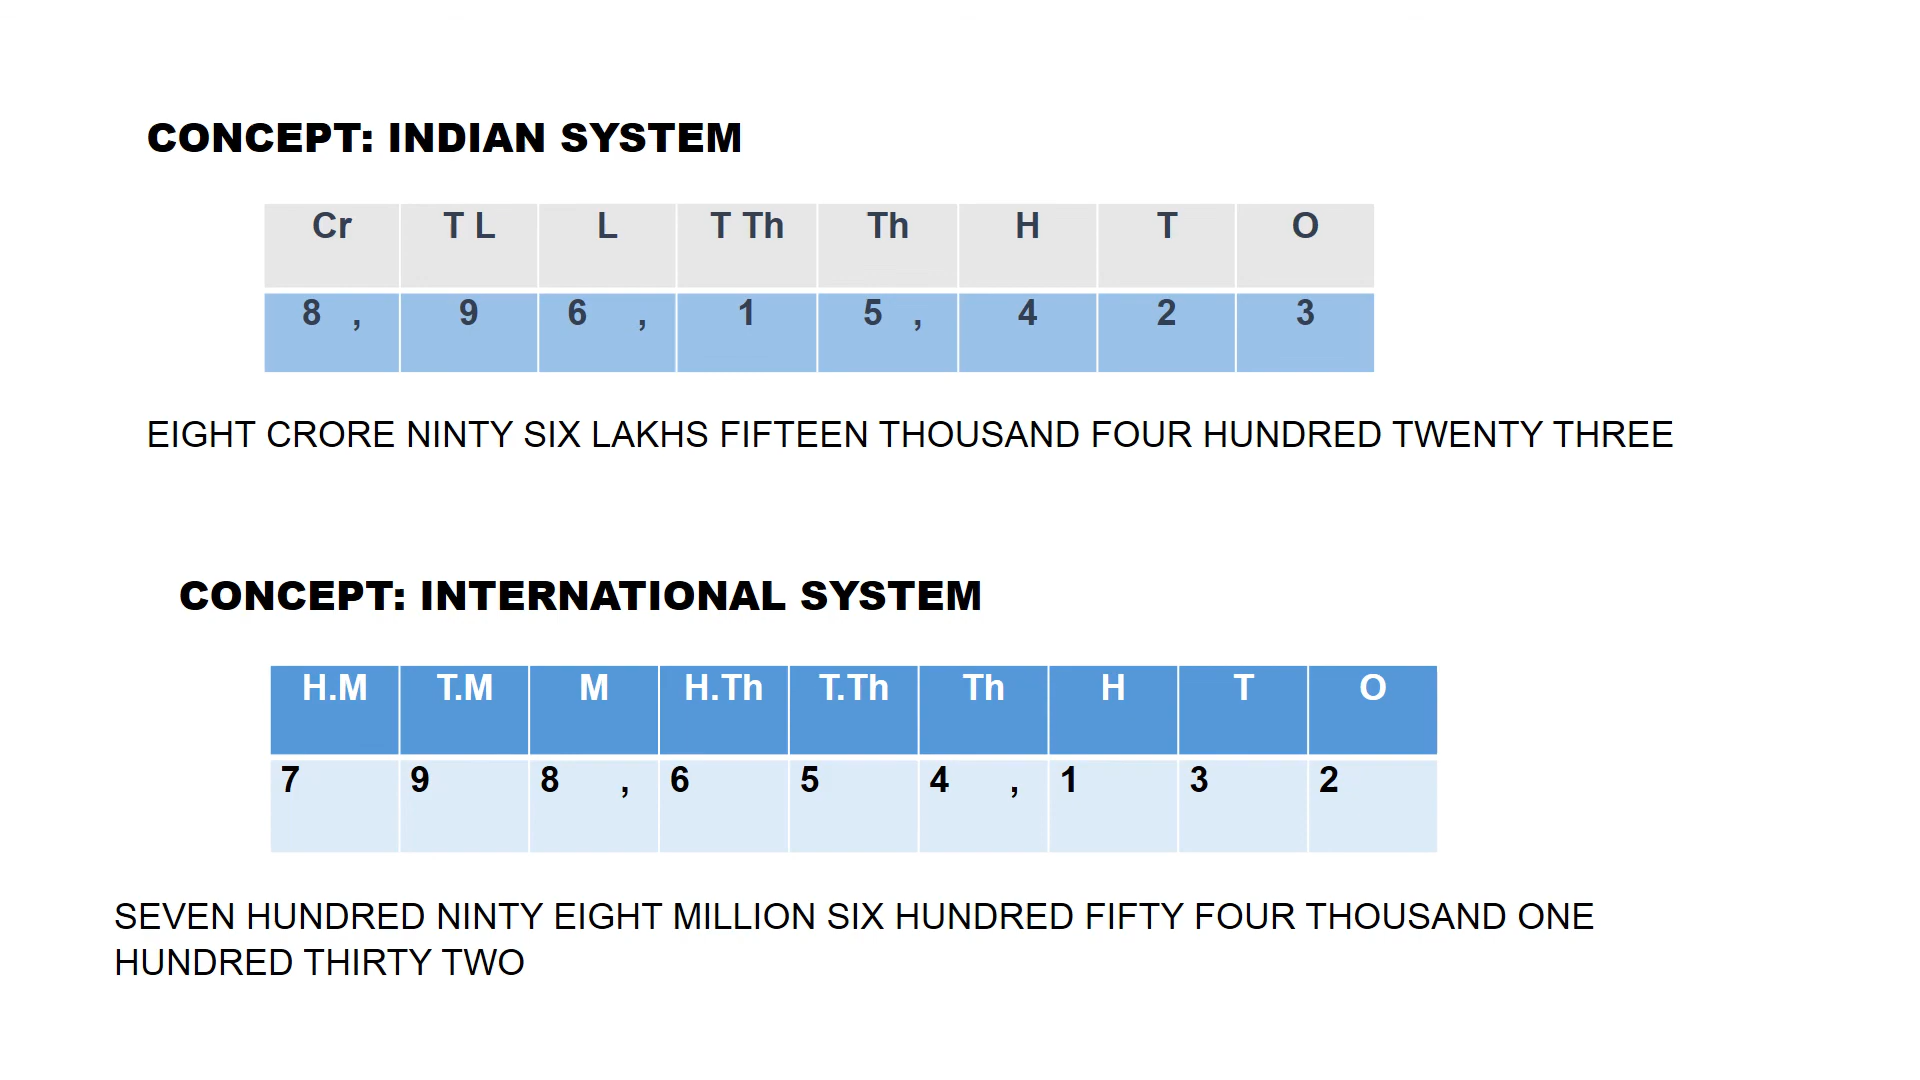 CONCEPT: INDIAN SYSTEM
Cr T L L T Th Th H T O
8 , 9 6 , 1 5 , 4 2 3
EIGHT CRORE NINTY SIX LAKHS FIFTEEN THOUSAND FOUR HUNDRED TWENTY THREE
CONCEPT: INTERNATIONAL SYSTEM
H.M T.M M H.Th T.Th Th H T O
7 9 8 , 6 5 4 , 1 3 2
SEVEN HUNDRED NINTY EIGHT MILLION SIX HUNDRED FIFTY FOUR THOUSAND ONE
HUNDRED THIRTY TWO